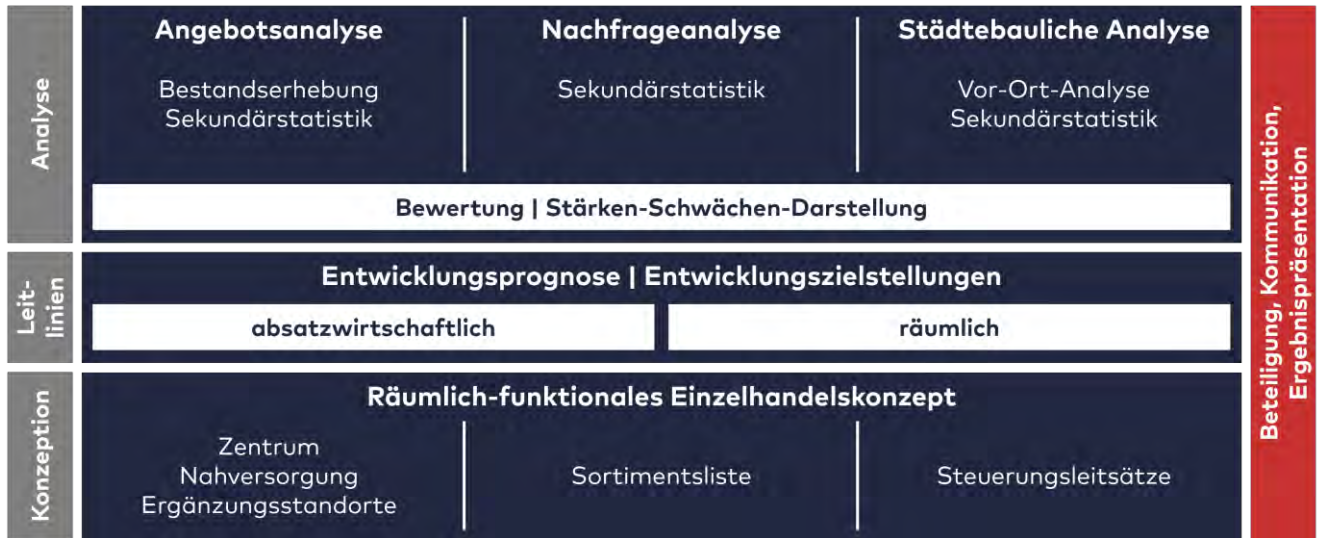 Analyse
Angebotsanalyse
Bestandserhebung
Sekundärstatistik
Nachfrageanalyse
Sekundärstatistik
Städtebauliche Analyse
Vor-Ort-Analyse
Sekundärstatistik
Bewertung | Stärken-Schwächen-Darstellung
Leit-
linien
Entwicklungsprognose | Entwicklungszielstellungen
absatzwirtschaftlich
räumlich
Konzeption
Räumlich-funktionales Einzelhandelskonzept
Zentrum
Nahversorgung
Ergänzungsstandorte
Sortimentsliste
Steuerungsleitsätze
Beteiligung, Kommunikation,
Ergebnispräsentation